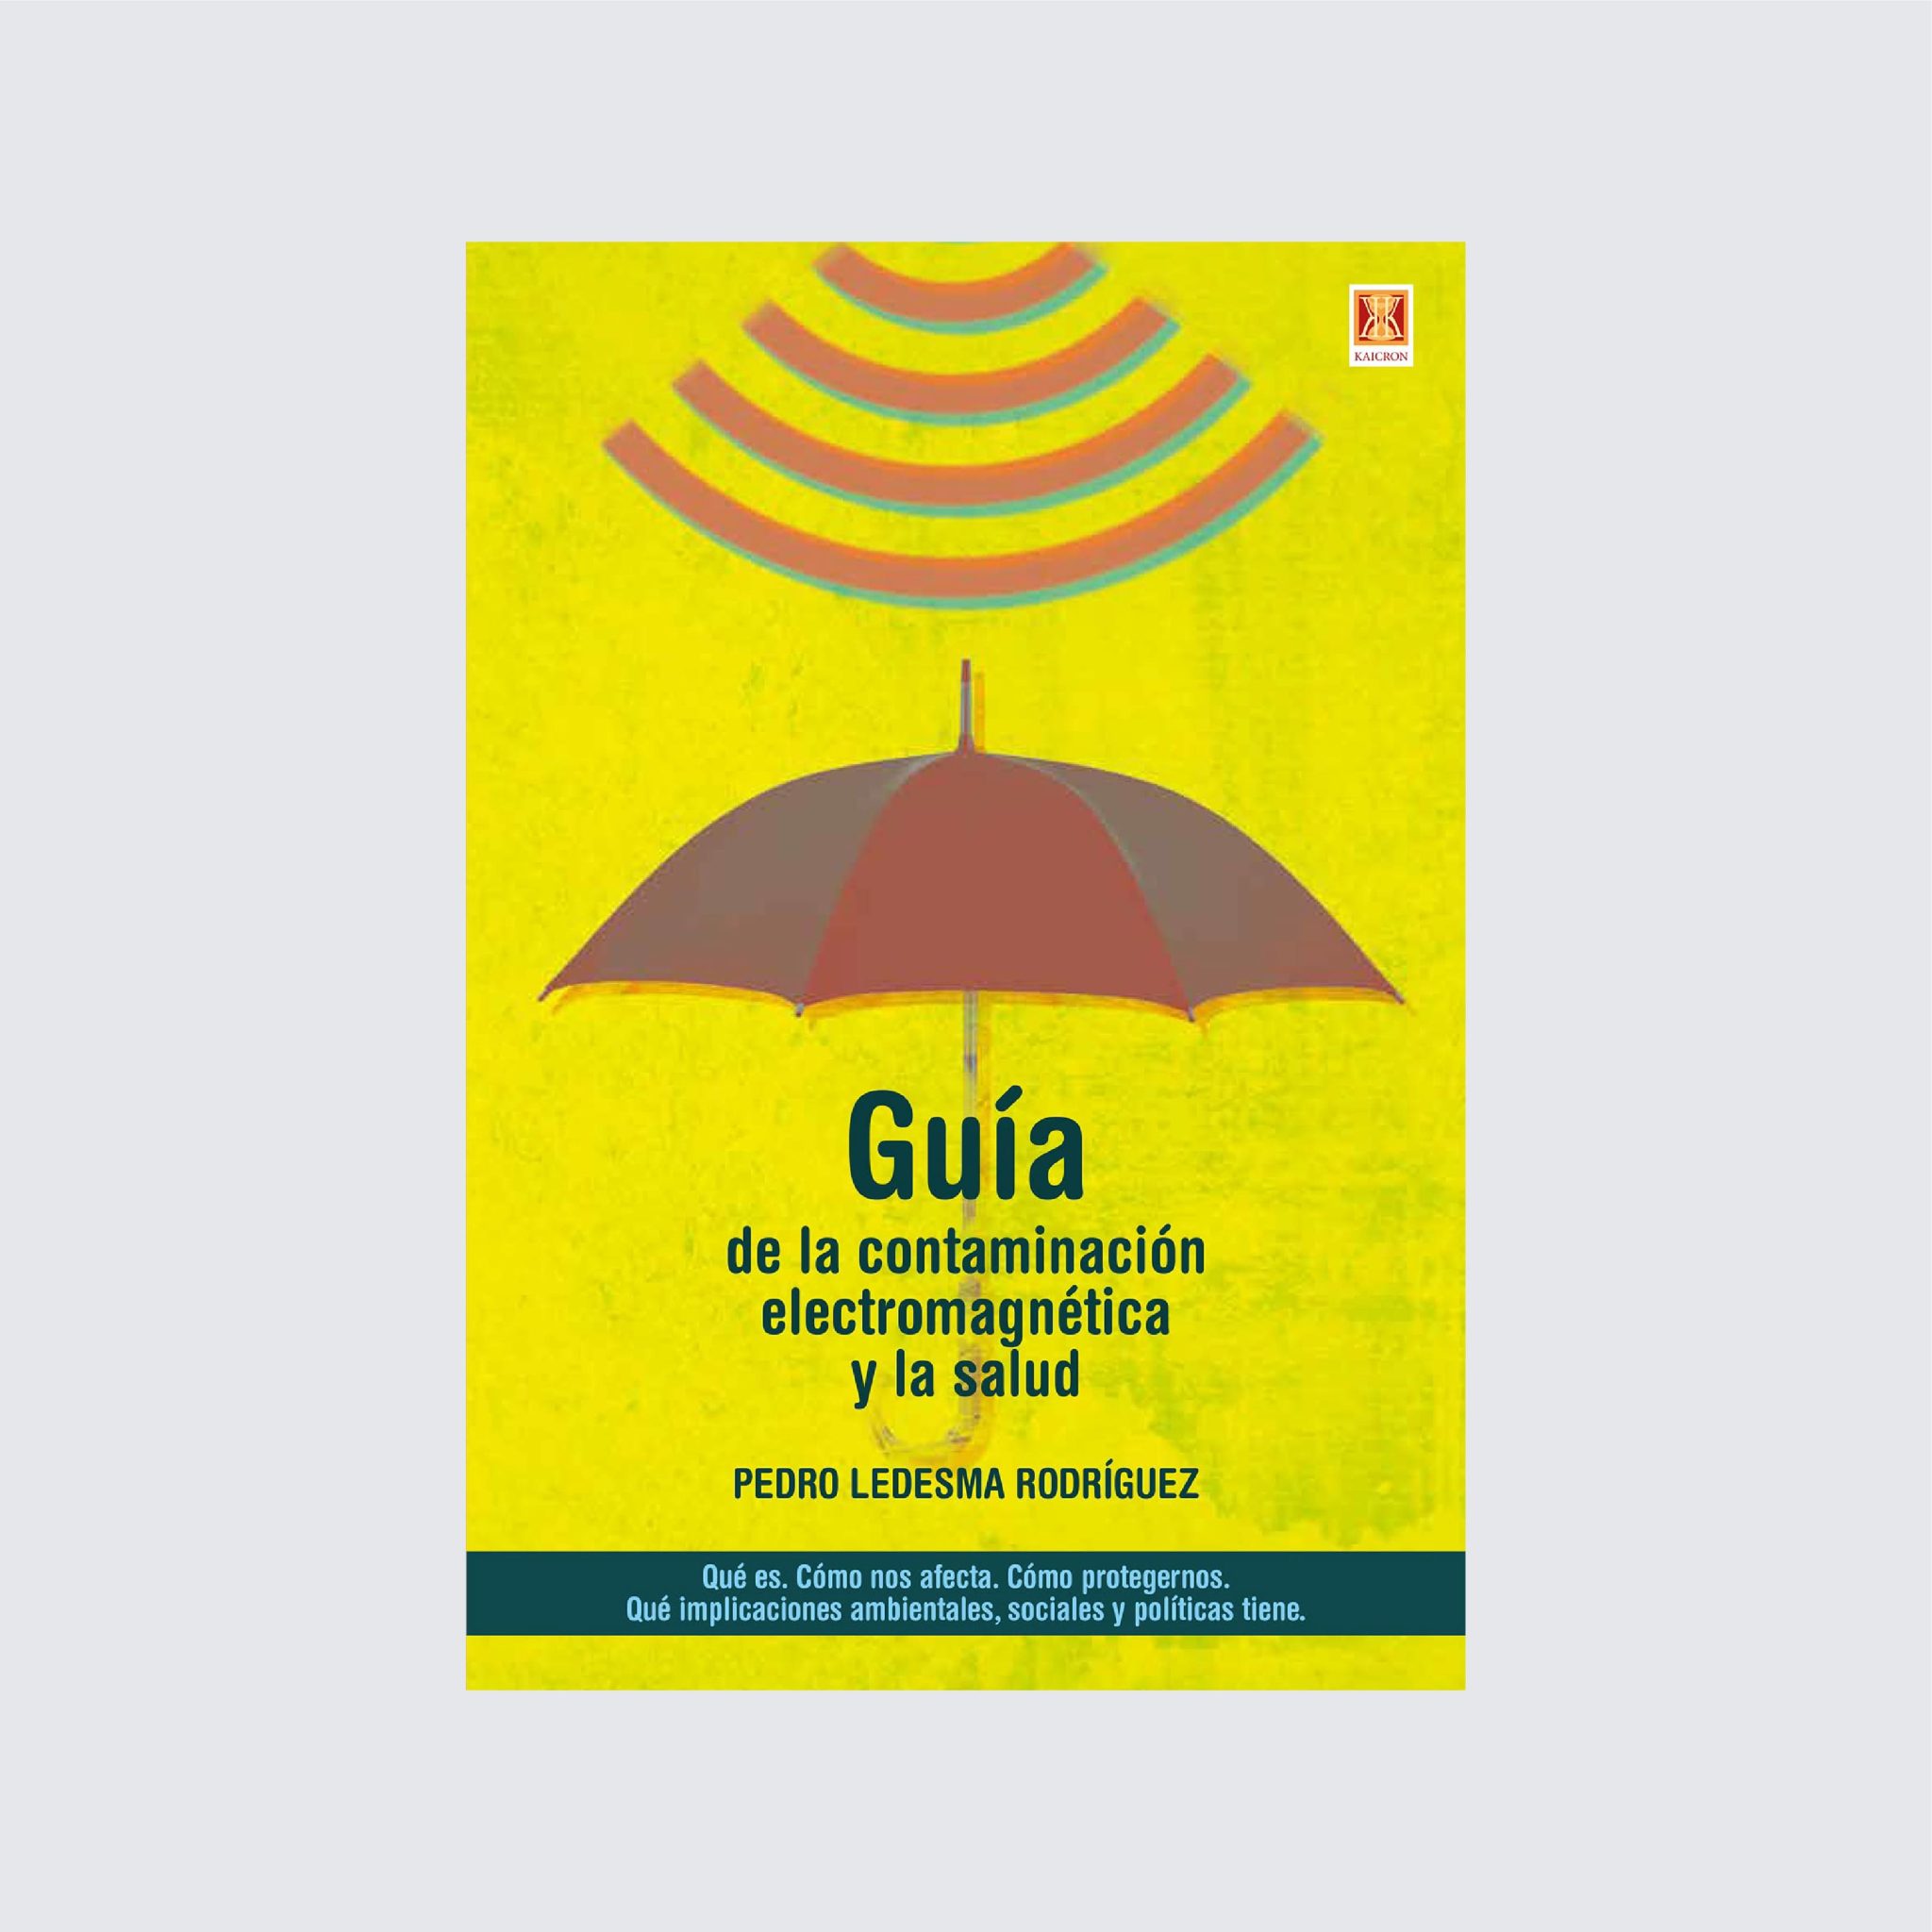 KAICRON
Guía
de la contaminación
electromagnética
y la salud
PEDRO LEDESMA RODRÍGUEZ
Qué es. Cómo nos afecta. Cómo protegernos.
Qué implicaciones ambientales, sociales y políticas tiene.